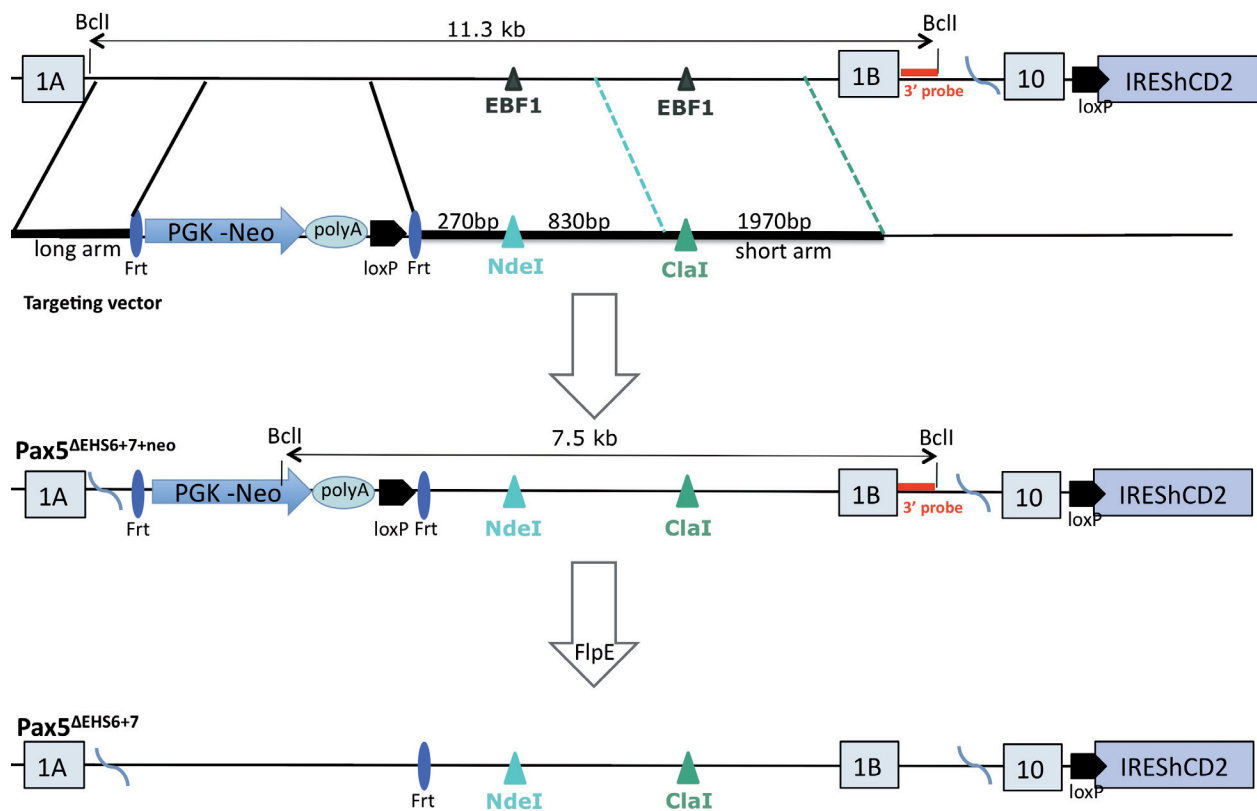 BclI
11.3 kb
BclI
1A
1B
10
IREShCD2
EBF1
EBF1
3' probe
loxP
PGK -Neo
polyA
270bp
830bp
1970bp
long arm
short arm
Frt
loxP
Frt
NdeI
ClaI
Targeting vector
Pax5ΔEHS6+7+neo
BclI
7.5 kb
BclI
1A
PGK -Neo
polyA
1B
10
IREShCD2
Frt
loxP
Frt
NdeI
ClaI
3' probe
loxP
FlpE
Pax5ΔEHS6+7
1A
1B
10
IREShCD2
Frt
NdeI
ClaI
loxP